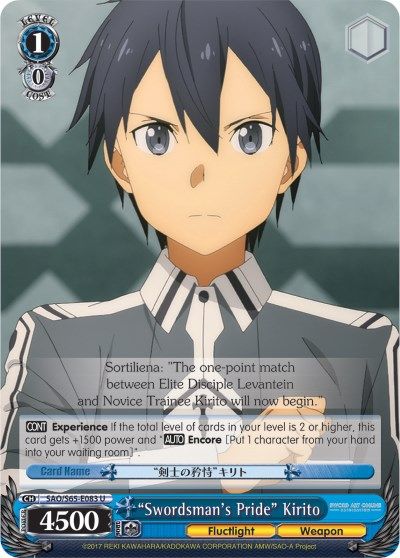 LEVEL
1
0
COST
Sortiliena: "The one-point match
between Elite Disciple Levantein
and Novice Trainee Kirito will now begin."
CONT Experience If the total level of cards in your level is 2 or higher, this
card gets +1500 power and "AUTO Encore [Put 1 character from your hand
into your waiting room]".
Card Name
“剣士の矜恃”キリト
CH
SAO/S65-E083 U
“Swordsman's Pride” Kirito
4500
Fluctlight
Weapon
©2017 REKI KAWAHARA/KADOKAWA CORPORATION AMW/SAO-A Project